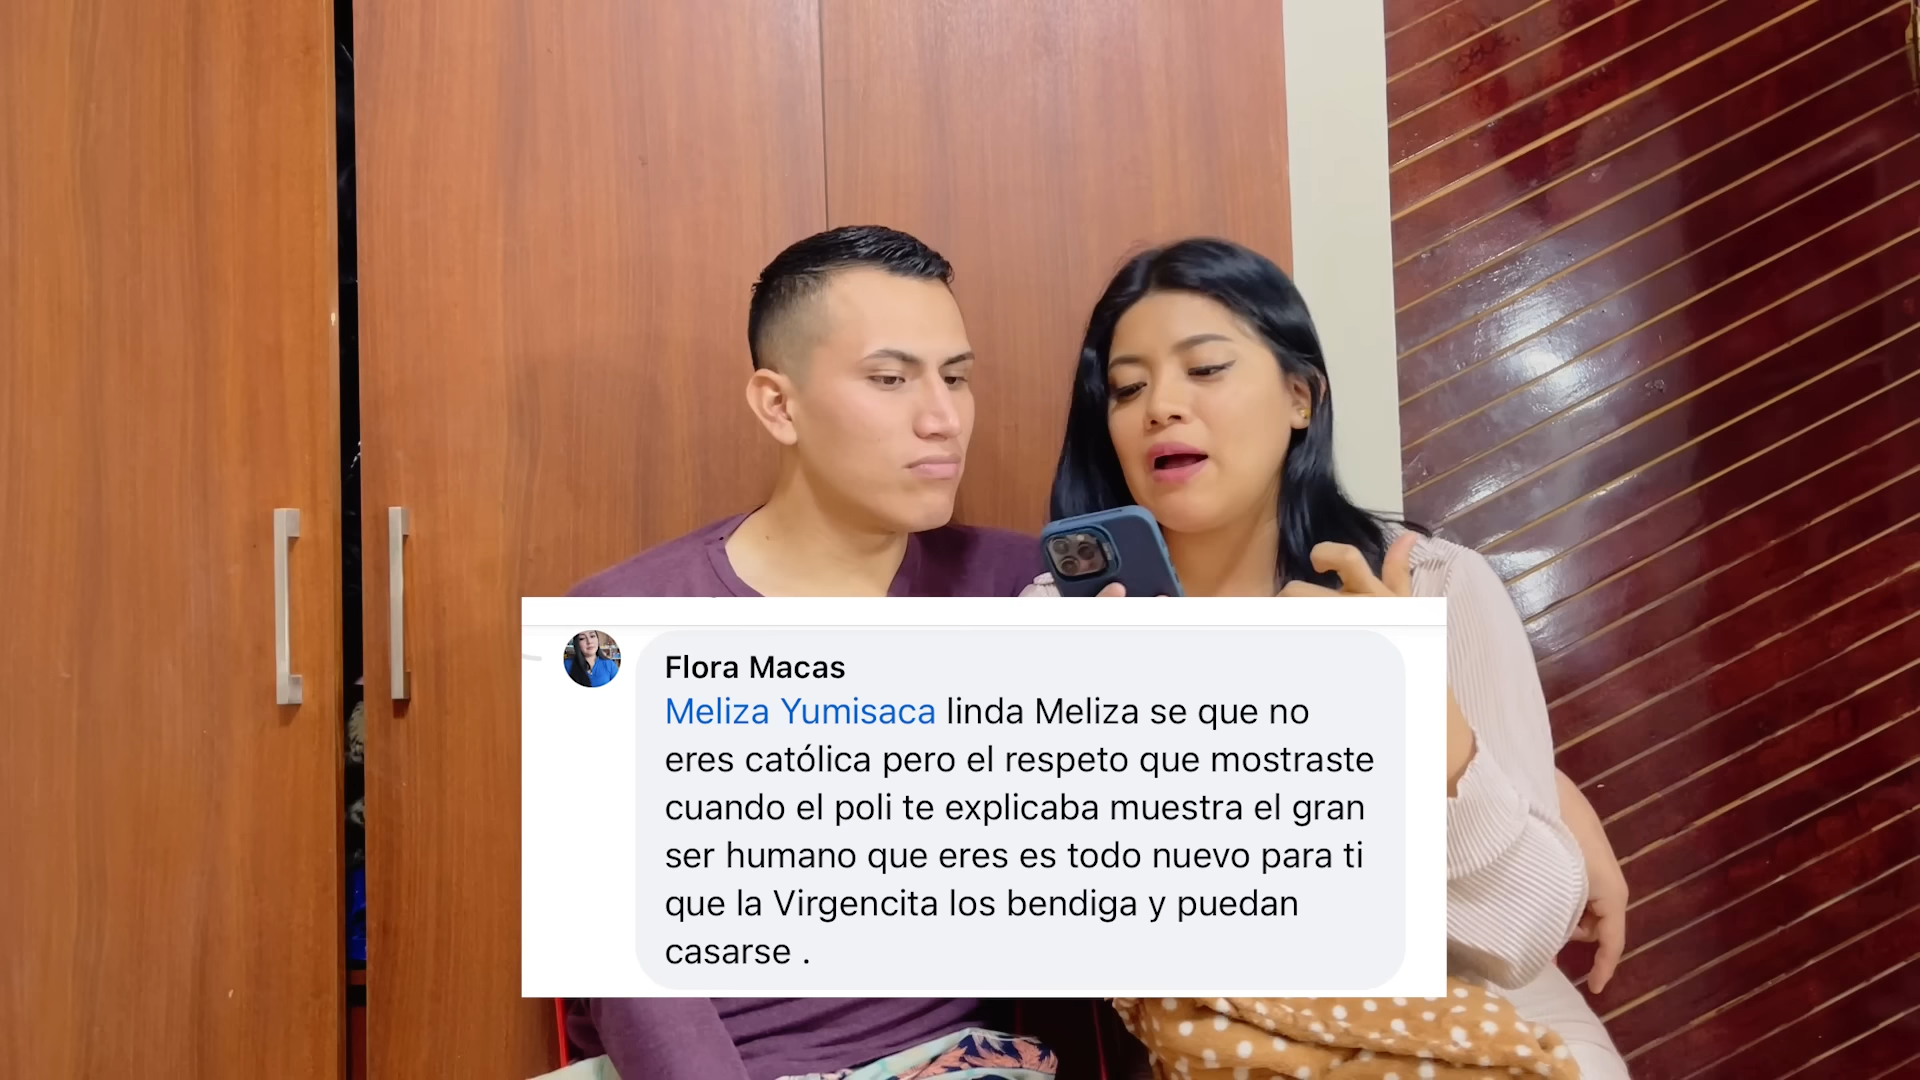 Flora Macas
Meliza Yumisaca linda Meliza se que no
eres católica pero el respeto que mostraste
cuando el poli te explicaba muestra el gran
ser humano que eres es todo nuevo para ti
que la Virgencita los bendiga y puedan
casarse .